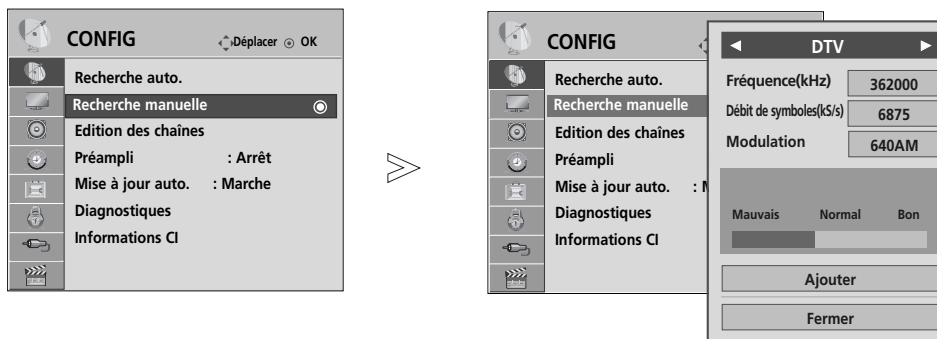 CONFIG
Déplacer OK
Recherche auto.
Recherche manuelle
Edition des chaînes
Préampli : Arrêt
Mise à jour auto. : Marche
Diagnostiques
Informations CI
CONFIG
Recherche auto.
Recherche manuelle
Edition des chaînes
Préampli
Mise à jour auto. : M
Diagnostiques
Informations CI
DTV
Fréquence(kHz) 362000
Débit de symboles(kS/s) 6875
Modulation 640AM
Mauvais Normal Bon
Ajouter
Fermer